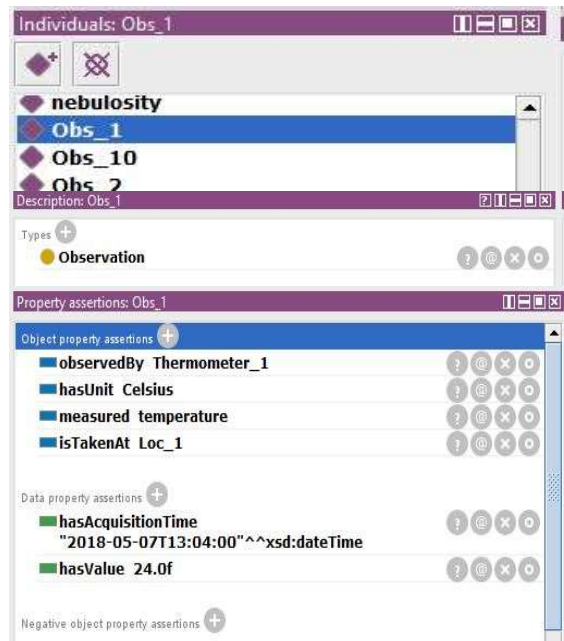 Individuals: Obs_1
nebulosity
Obs_1
Obs_10
Obs_2
Description: Obs_1
Types
Observation
Property assertions: Obs_1
Object property assertions
observedBy Thermometer_1
hasUnit Celsius
measured temperature
isTakenAt Loc_1
Data property assertions
hasAcquisitionTime
"2018-05-07T13:04:00"^^xsd:dateTime
hasValue 24.0f
Negative object property assertions